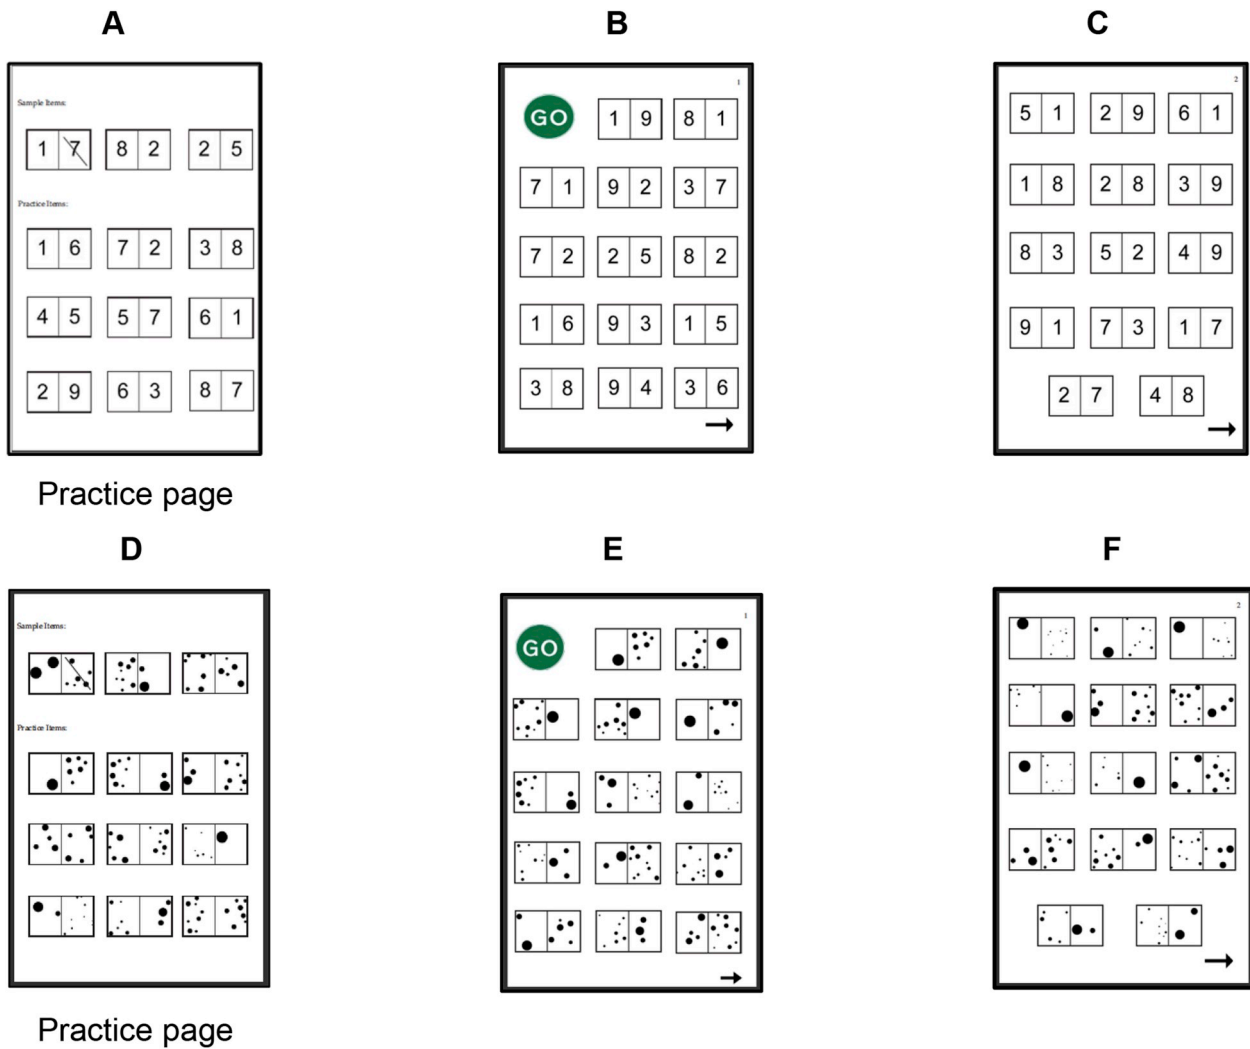 A
B
C
Sample Items:
1 7 8 2 2 5
Practice Items:
1 6 7 2 3 8
4 5 5 7 6 1
2 9 6 3 8 7
Practice page
1
GO 1 9 8 1
7 1 9 2 3 7
7 2 2 5 8 2
1 6 9 3 1 5
3 8 9 4 3 6
2
5 1 2 9 6 1
1 8 2 8 3 9
8 3 5 2 4 9
9 1 7 3 1 7
2 7 4 8
D
E
F
Sample Items:
Practice Items:
Practice page
1
GO
2